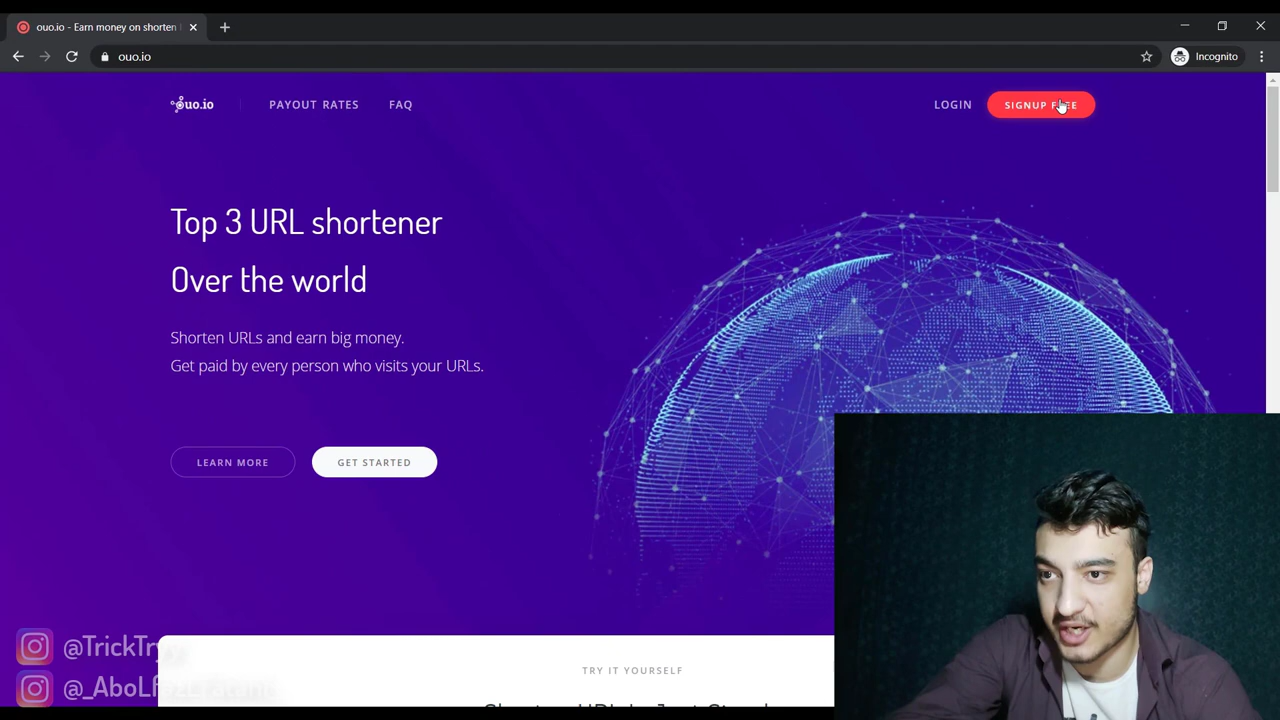 ouo.io - Earn money on shorten
ouo.io
Incognito
ouo.io
PAYOUT RATES
FAQ
LOGIN
SIGNUP FREE
Top 3 URL shortener
Over the world
Shorten URLs and earn big money.
Get paid by every person who visits your URLs.
LEARN MORE
GET STARTED
@TrickTry
TRY IT YOURSELF